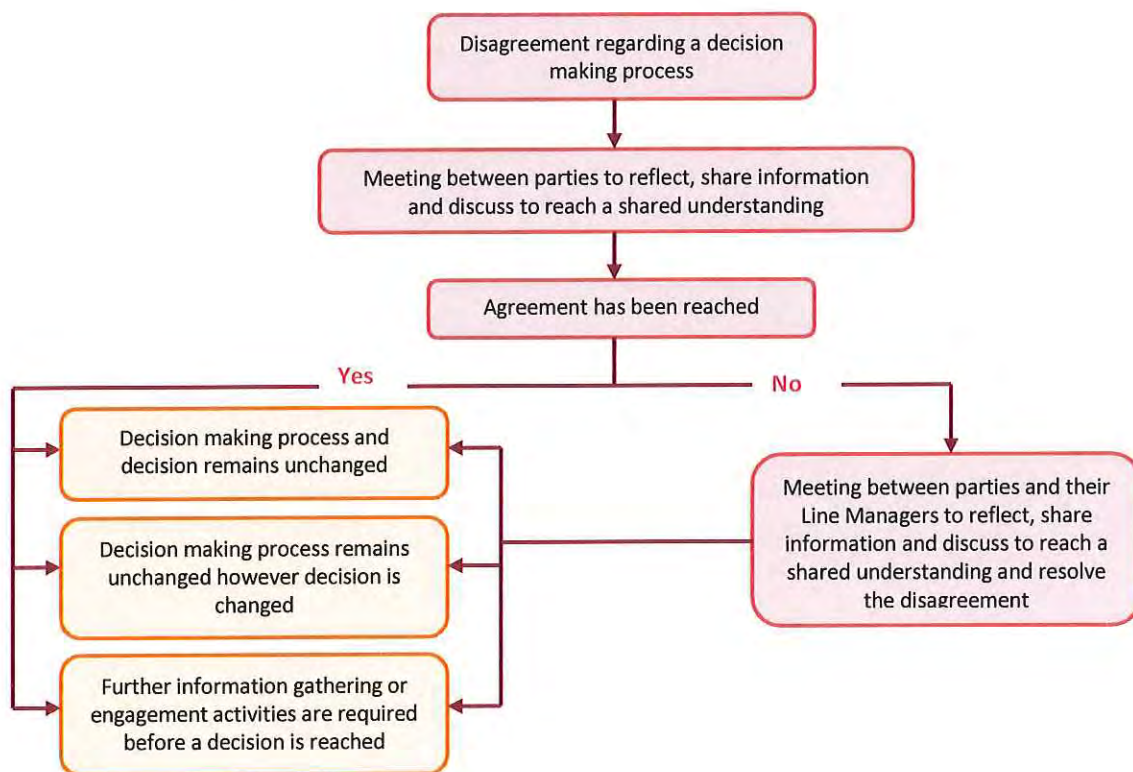 Disagreement regarding a decision
making process
Meeting between parties to reflect, share information
and discuss to reach a shared understanding
Agreement has been reached
Yes
No
Decision making process and
decision remains unchanged
Decision making process remains
unchanged however decision is
changed
Further information gathering or
engagement activities are required
before a decision is reached
Meeting between parties and their
Line Managers to reflect, share
information and discuss to reach a
shared understanding and resolve
the disagreement